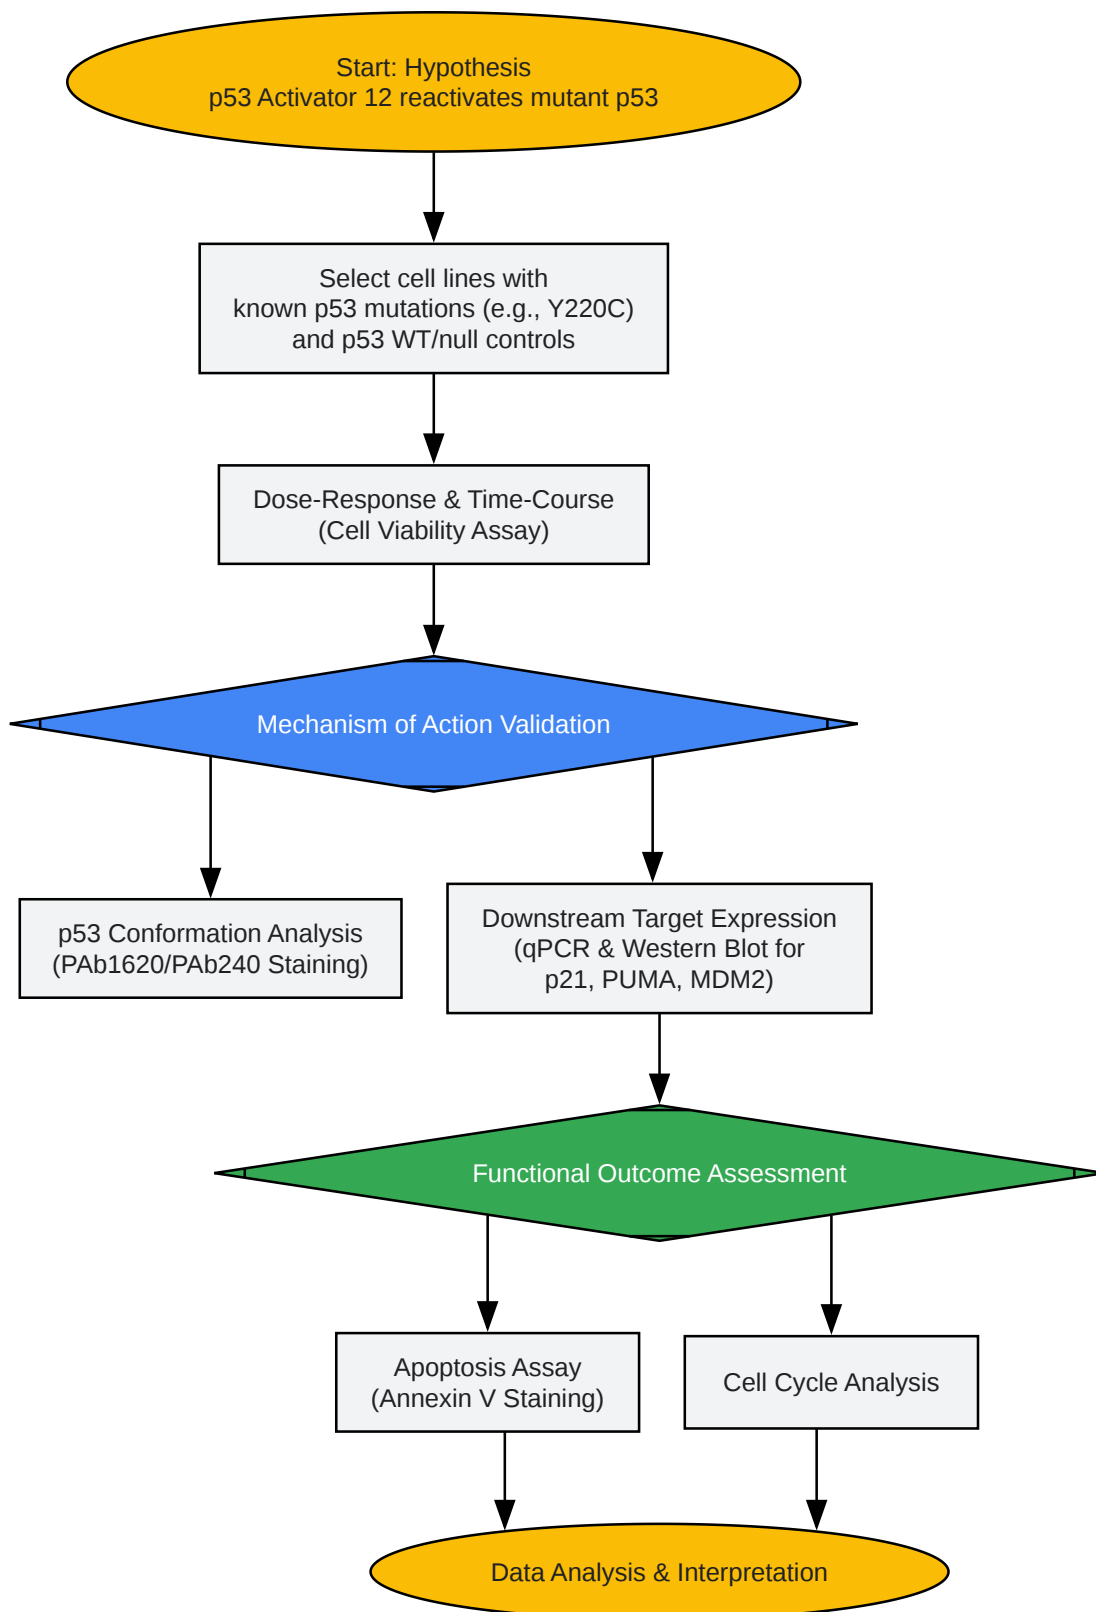 Start: Hypothesis
p53 Activator 12 reactivates mutant p53
Select cell lines with
known p53 mutations (e.g., Y220C)
and p53 WT/null controls
Dose-Response & Time-Course
(Cell Viability Assay)
Mechanism of Action Validation
p53 Conformation Analysis
(PAb1620/PAb240 Staining)
Downstream Target Expression
(qPCR & Western Blot for
p21, PUMA, MDM2)
Functional Outcome Assessment
Apoptosis Assay
(Annexin V Staining)
Cell Cycle Analysis
Data Analysis & Interpretation